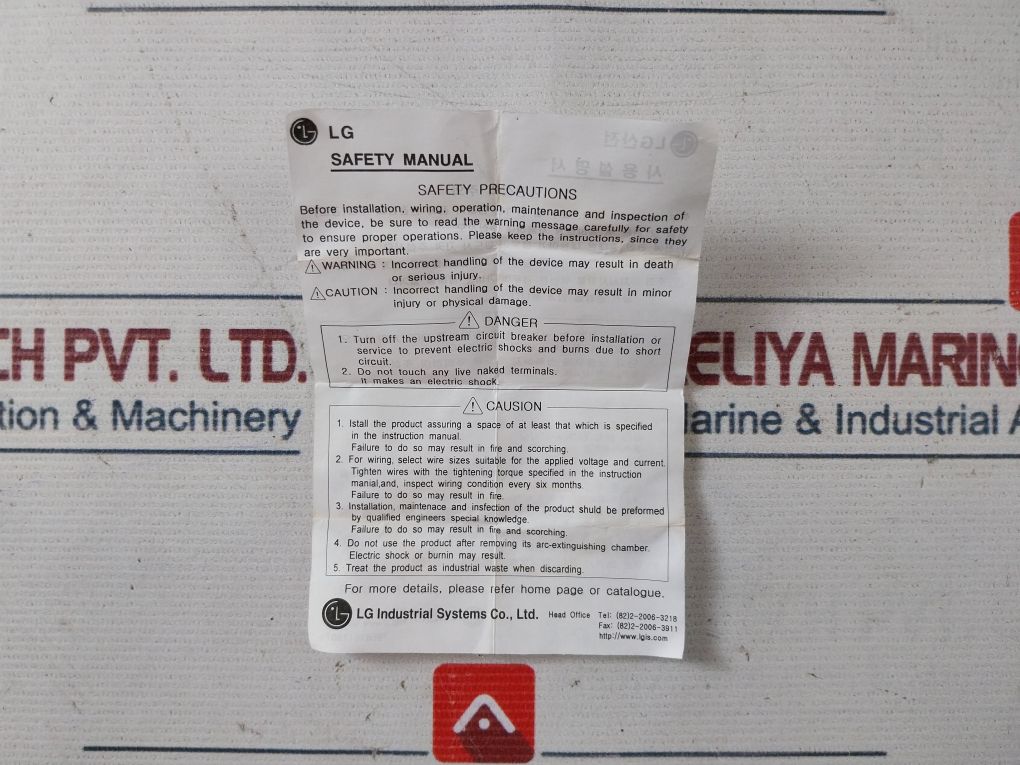 LG
SAFETY MANUAL
LG산전
사용설명서
SAFETY PRECAUTIONS
Before installation, wiring, operation, maintenance and inspection of
the device, be sure to read the warning message carefully for safety
to ensure proper operations. Please keep the instructions, since they
are very important.
WARNING : Incorrect handling of the device may result in death
or serious injury.
CAUTION : Incorrect handling of the device may result in minor
injury or physical damage.
DANGER
1. Turn off the upstream circuit breaker before installation or
service to prevent electric shocks and burns due to short
circuit.
2. Do not touch any live naked terminals.
It makes an electric shock.
CAUSION
1. Istall the product assuring a space of at least that which is specified
in the instruction manual.
Failure to do so may result in fire and scorching.
2. For wiring, select wire sizes suitable for the applied voltage and current.
Tighten wires with the tightening torque specified in the instruction
manial,and, inspect wiring condition every six months.
Failure to do so may result in fire.
3. Installation, maintenace and insfection of the product shuld be preformed
by qualified engineers special knowledge.
Failure to do so may result in fire and scorching.
4. Do not use the product after removing its arc-extinguishing chamber.
Electric shock or burnin may result.
5. Treat the product as industrial waste when discarding.
For more details, please refer home page or catalogue.
LG Industrial Systems Co., Ltd. Head Office Tel: (82)2-2006-3218
Fax: (82)2-2006-3911
http://www.lgis.com
CH PVT. LTD.
tion & Machinery
ELIYA MARIN
arine & Industrial A